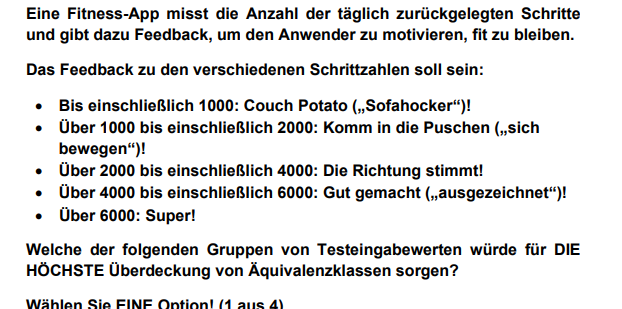 Eine Fitness-App misst die Anzahl der täglich zurückgelegten Schritte
und gibt dazu Feedback, um den Anwender zu motivieren, fit zu bleiben.
Das Feedback zu den verschiedenen Schrittzahlen soll sein:
• Bis einschließlich 1000: Couch Potato („Sofahocker“)!
• Über 1000 bis einschließlich 2000: Komm in die Puschen („sich
bewegen“)!
• Über 2000 bis einschließlich 4000: Die Richtung stimmt!
• Über 4000 bis einschließlich 6000: Gut gemacht („ausgezeichnet“)!
• Über 6000: Super!
Welche der folgenden Gruppen von Testeingabewerten würde für DIE
HÖCHSTE Überdeckung von Äquivalenzklassen sorgen?
Wählen Sie EINE Option! (1 aus 4)